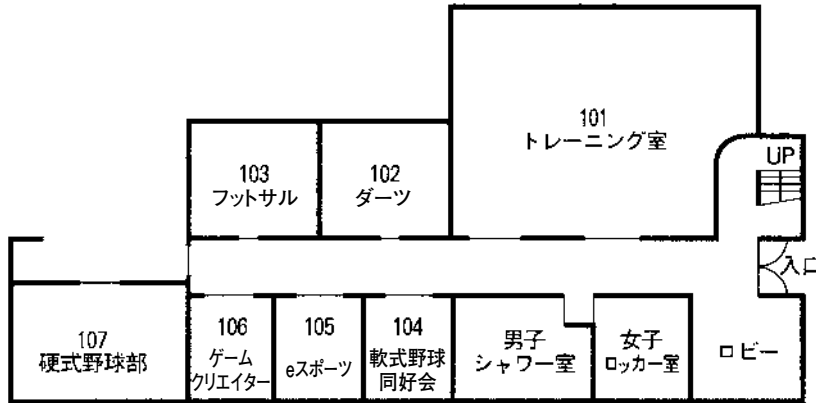 101
トレーニング室
UP
103
フットサル
102
ダーツ
入口
107
硬式野球部
106
ゲーム
クリエイター
105
eスポーツ
104
軟式野球
同好会
男子
シャワー室
女子
ロッカー室
ロビー